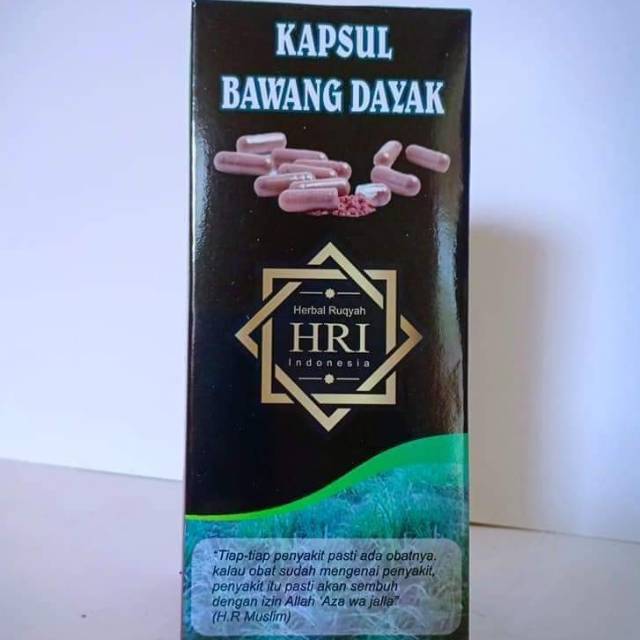 KAPSUL
BAWANG DAYAK
Herbal Ruqyah
HRI
Indonesia
"Tiap-tiap penyakit pasti ada obatnya.
kalau obat sudah mengenai penyakit,
penyakit itu pasti akan sembuh
dengan izin Allah 'Aza wa jalla"
(H.R Muslim)